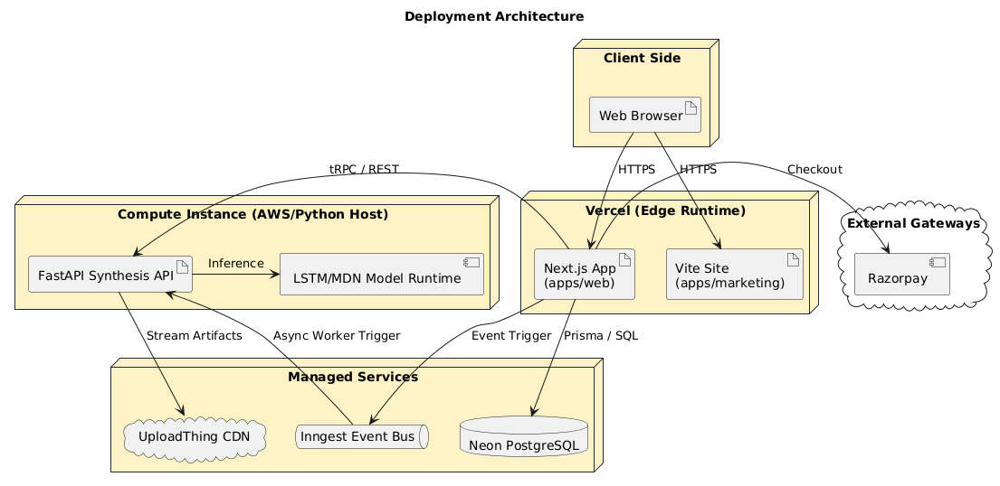 Deployment Architecture
Client Side
Web Browser
tRPC / REST
HTTPS
HTTPS
Checkout
Compute Instance (AWS/Python Host)
Vercel (Edge Runtime)
External Gateways
FastAPI Synthesis API
Inference
LSTM/MDN Model Runtime
Next.js App
(apps/web)
Vite Site
(apps/marketing)
Razorpay
Stream Artifacts
Async Worker Trigger
Event Trigger
Prisma / SQL
Managed Services
UploadThing CDN
Inngest Event Bus
Neon PostgreSQL